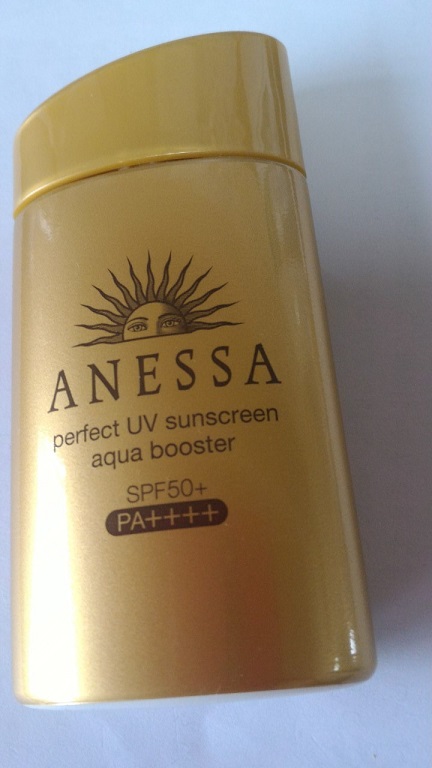 ANESSA
perfect UV sunscreen
aqua booster
SPF50+
PA++++